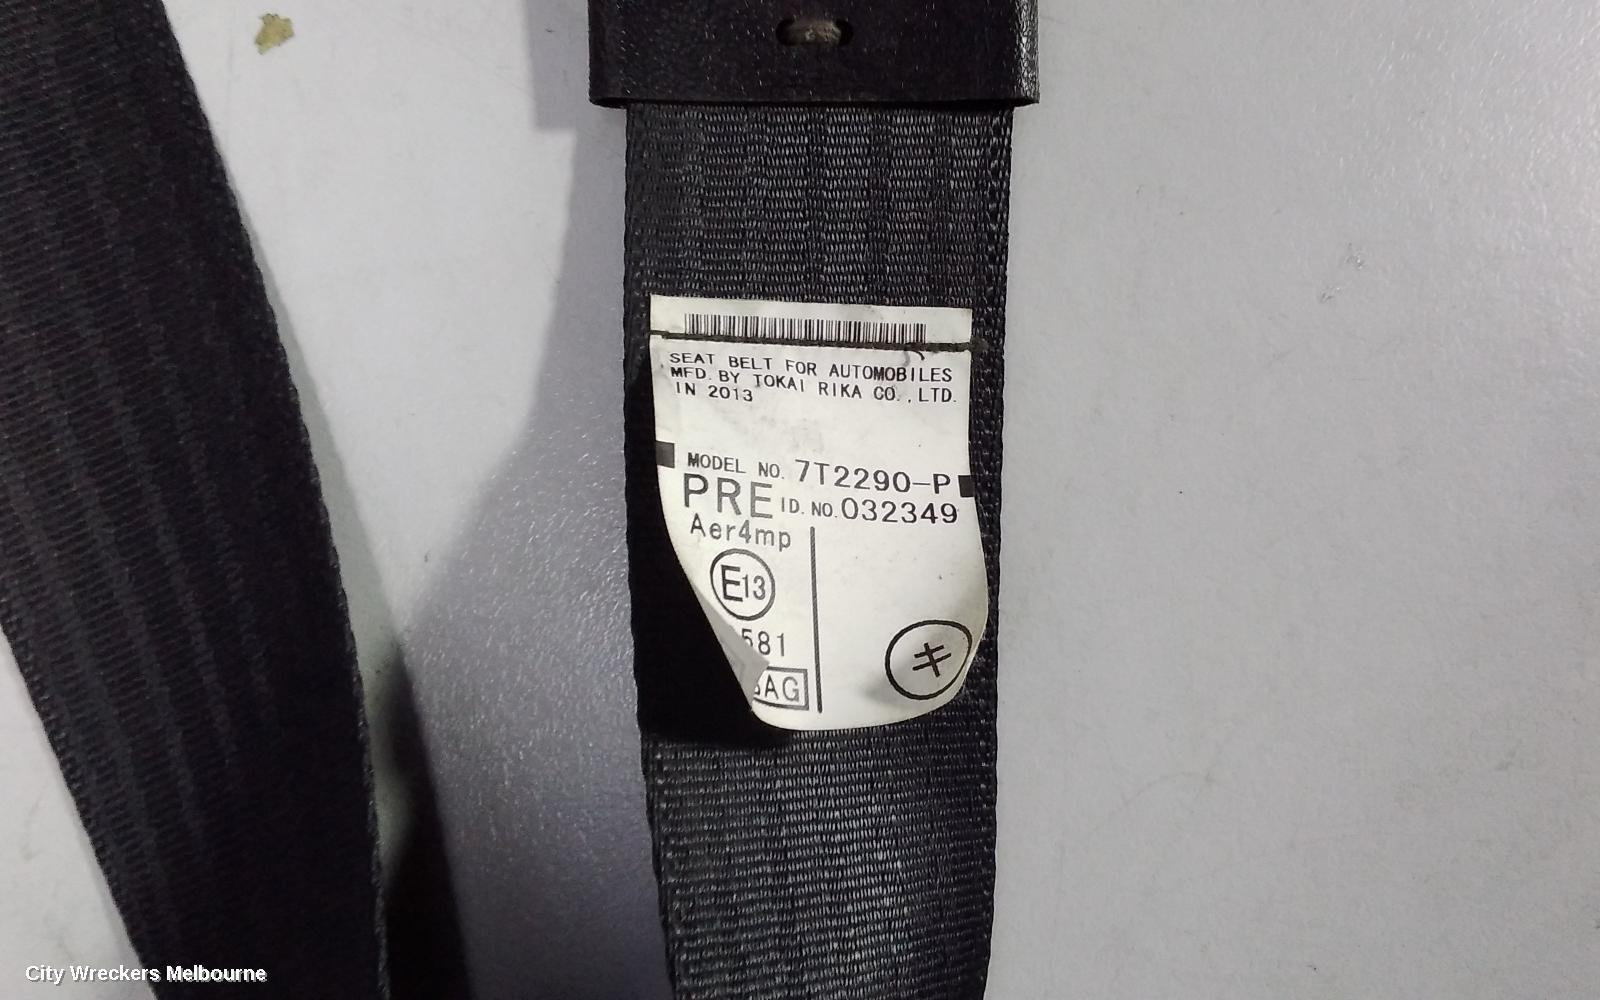 SEAT BELT FOR AUTOMOBILES
MFD. BY TOKAI RIKA CO., LTD.
IN 2013
MODEL NO. 7T2290-P
PRE ID. NO. 032349
Aer4mp
E13
581
キ
City Wreckers Melbourne